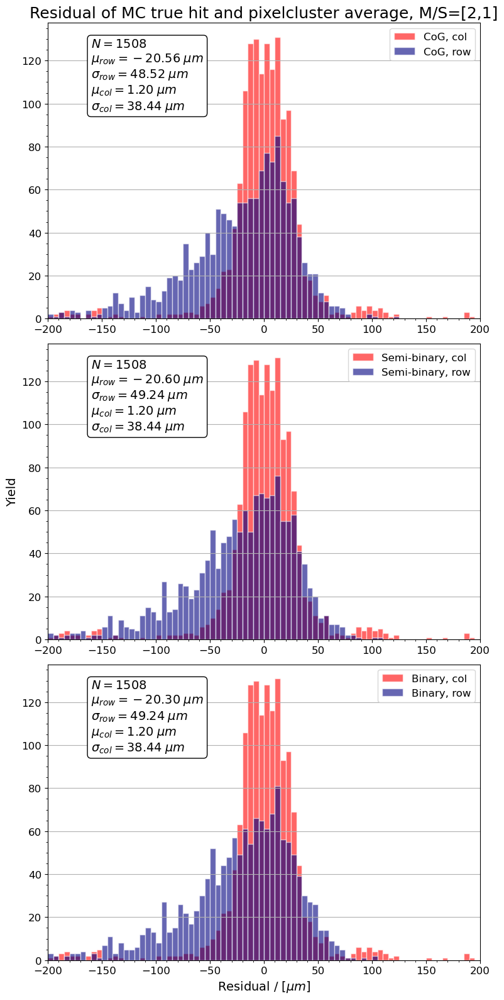 Residual of MC true hit and pixelcluster average, M/S=[2,1]
N = 1508
μrow = −20.56 μm
σrow = 48.52 μm
μcol = 1.20 μm
σcol = 38.44 μm
CoG, col
CoG, row
120
100
80
60
40
20
0
−200 −150 −100 −50 0 50 100 150 200
N = 1508
μrow = −20.60 μm
σrow = 49.24 μm
μcol = 1.20 μm
σcol = 38.44 μm
Semi-binary, col
Semi-binary, row
Yield
120
100
80
60
40
20
0
−200 −150 −100 −50 0 50 100 150 200
N = 1508
μrow = −20.30 μm
σrow = 49.24 μm
μcol = 1.20 μm
σcol = 38.44 μm
Binary, col
Binary, row
120
100
80
60
40
20
0
−200 −150 −100 −50 0 50 100 150 200
Residual / [μm]